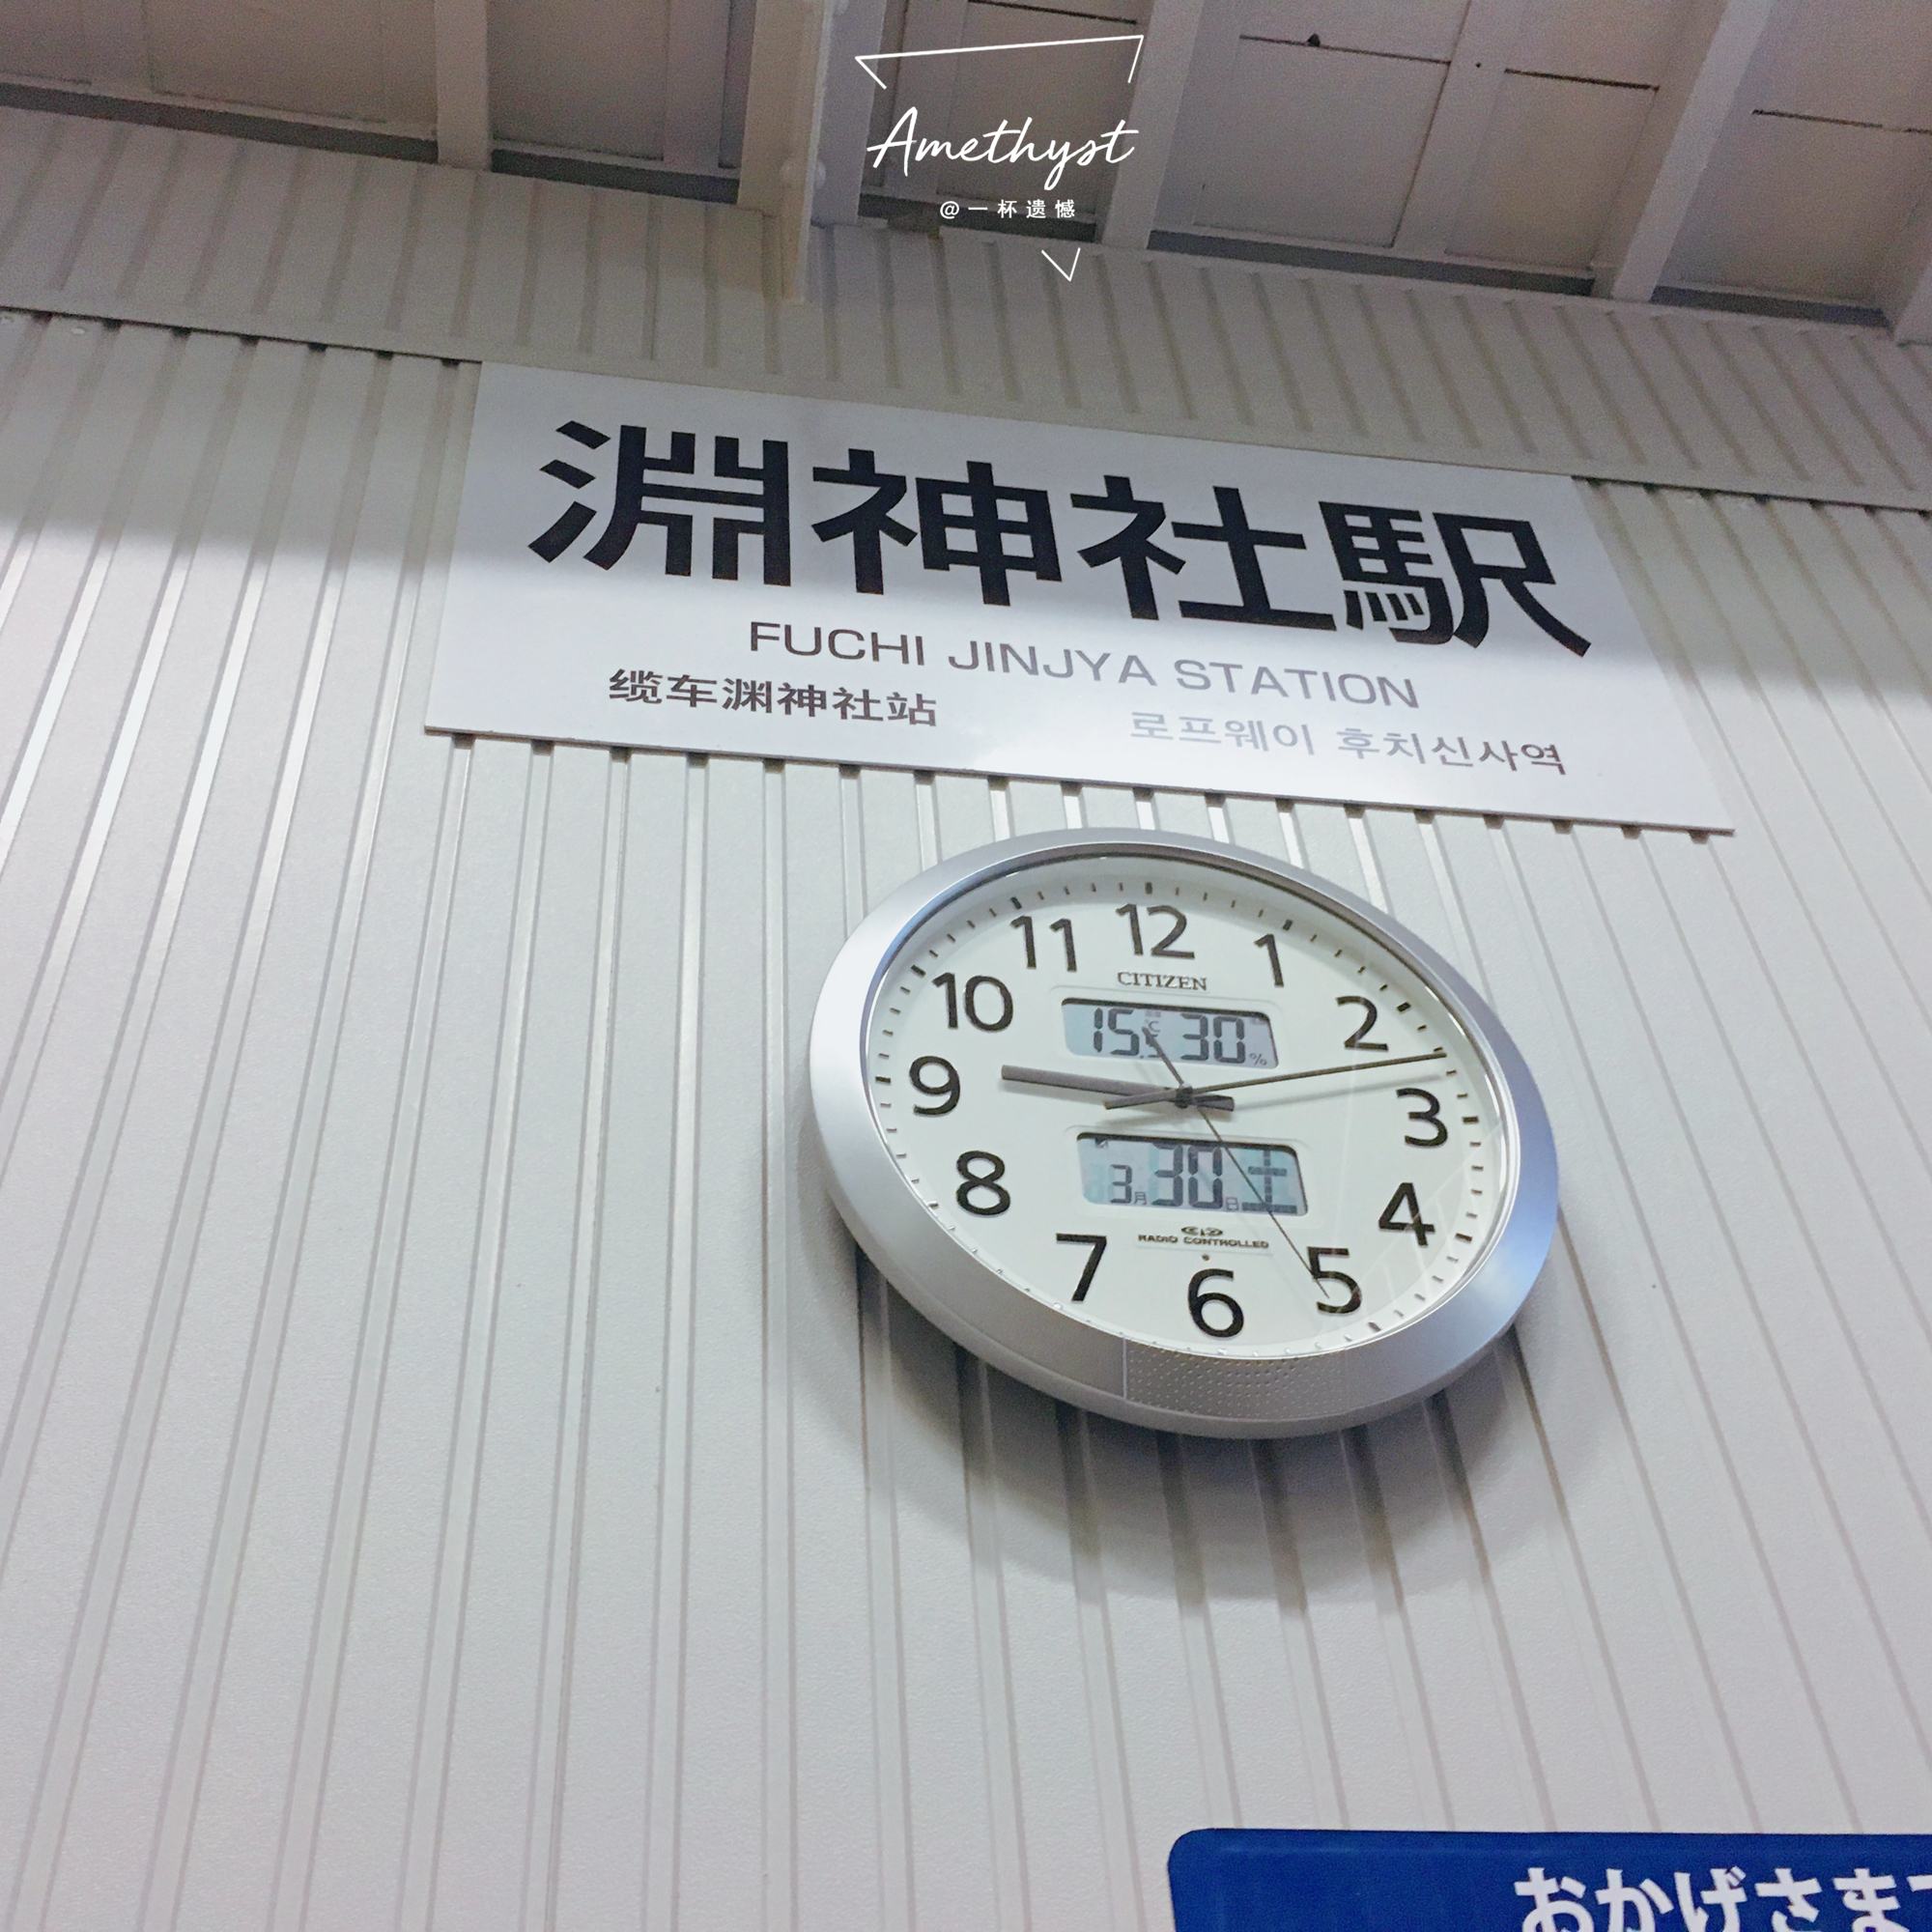 Amethyst
@一杯遗憾
淵神社駅
FUCHI JINJYA STATION
缆车渊神社站
로프웨이 후치신사역
12
11
1
10
2
9
3
8
4
7
5
6
CITIZEN
15. ℃ 30 %
3月 30日 土
RADIO CONTROLLED
おかげさま